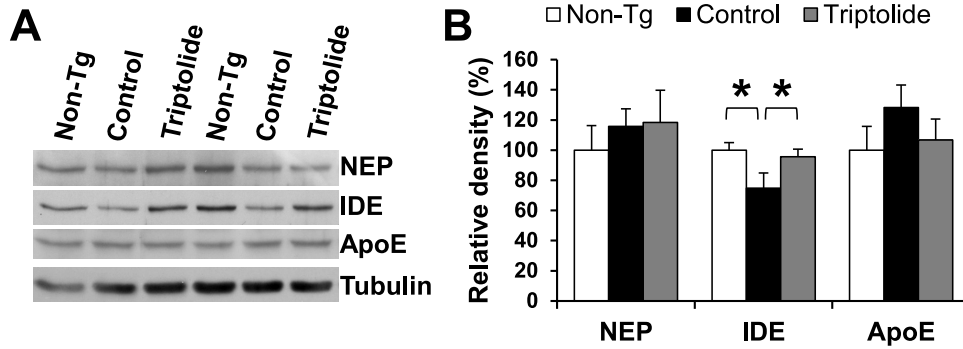 A
Non-Tg Control Triptolide Non-Tg Control Triptolide
NEP
IDE
ApoE
Tubulin
B
Non-Tg Control Triptolide
Relative density (%)
160
140
120
100
80
60
40
20
0
* *
NEP IDE ApoE